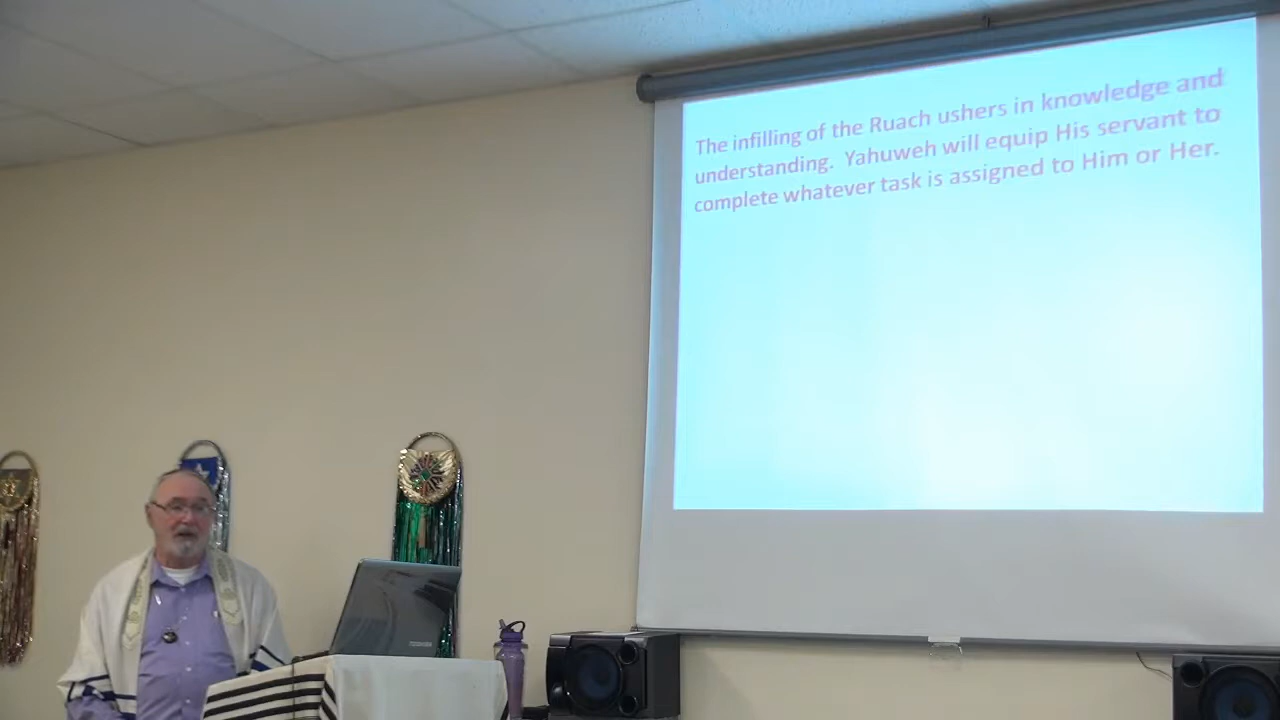 The infilling of the Ruach ushers in knowledge and
understanding. Yahuweh will equip His servant to
complete whatever task is assigned to Him or Her.
TOSHIBA